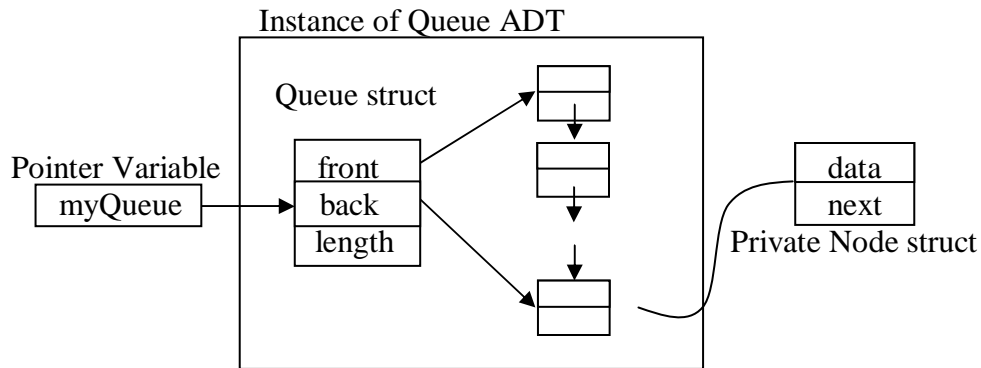 Instance of Queue ADT
Queue struct
Pointer Variable
myQueue
front
back
length
data
next
Private Node struct